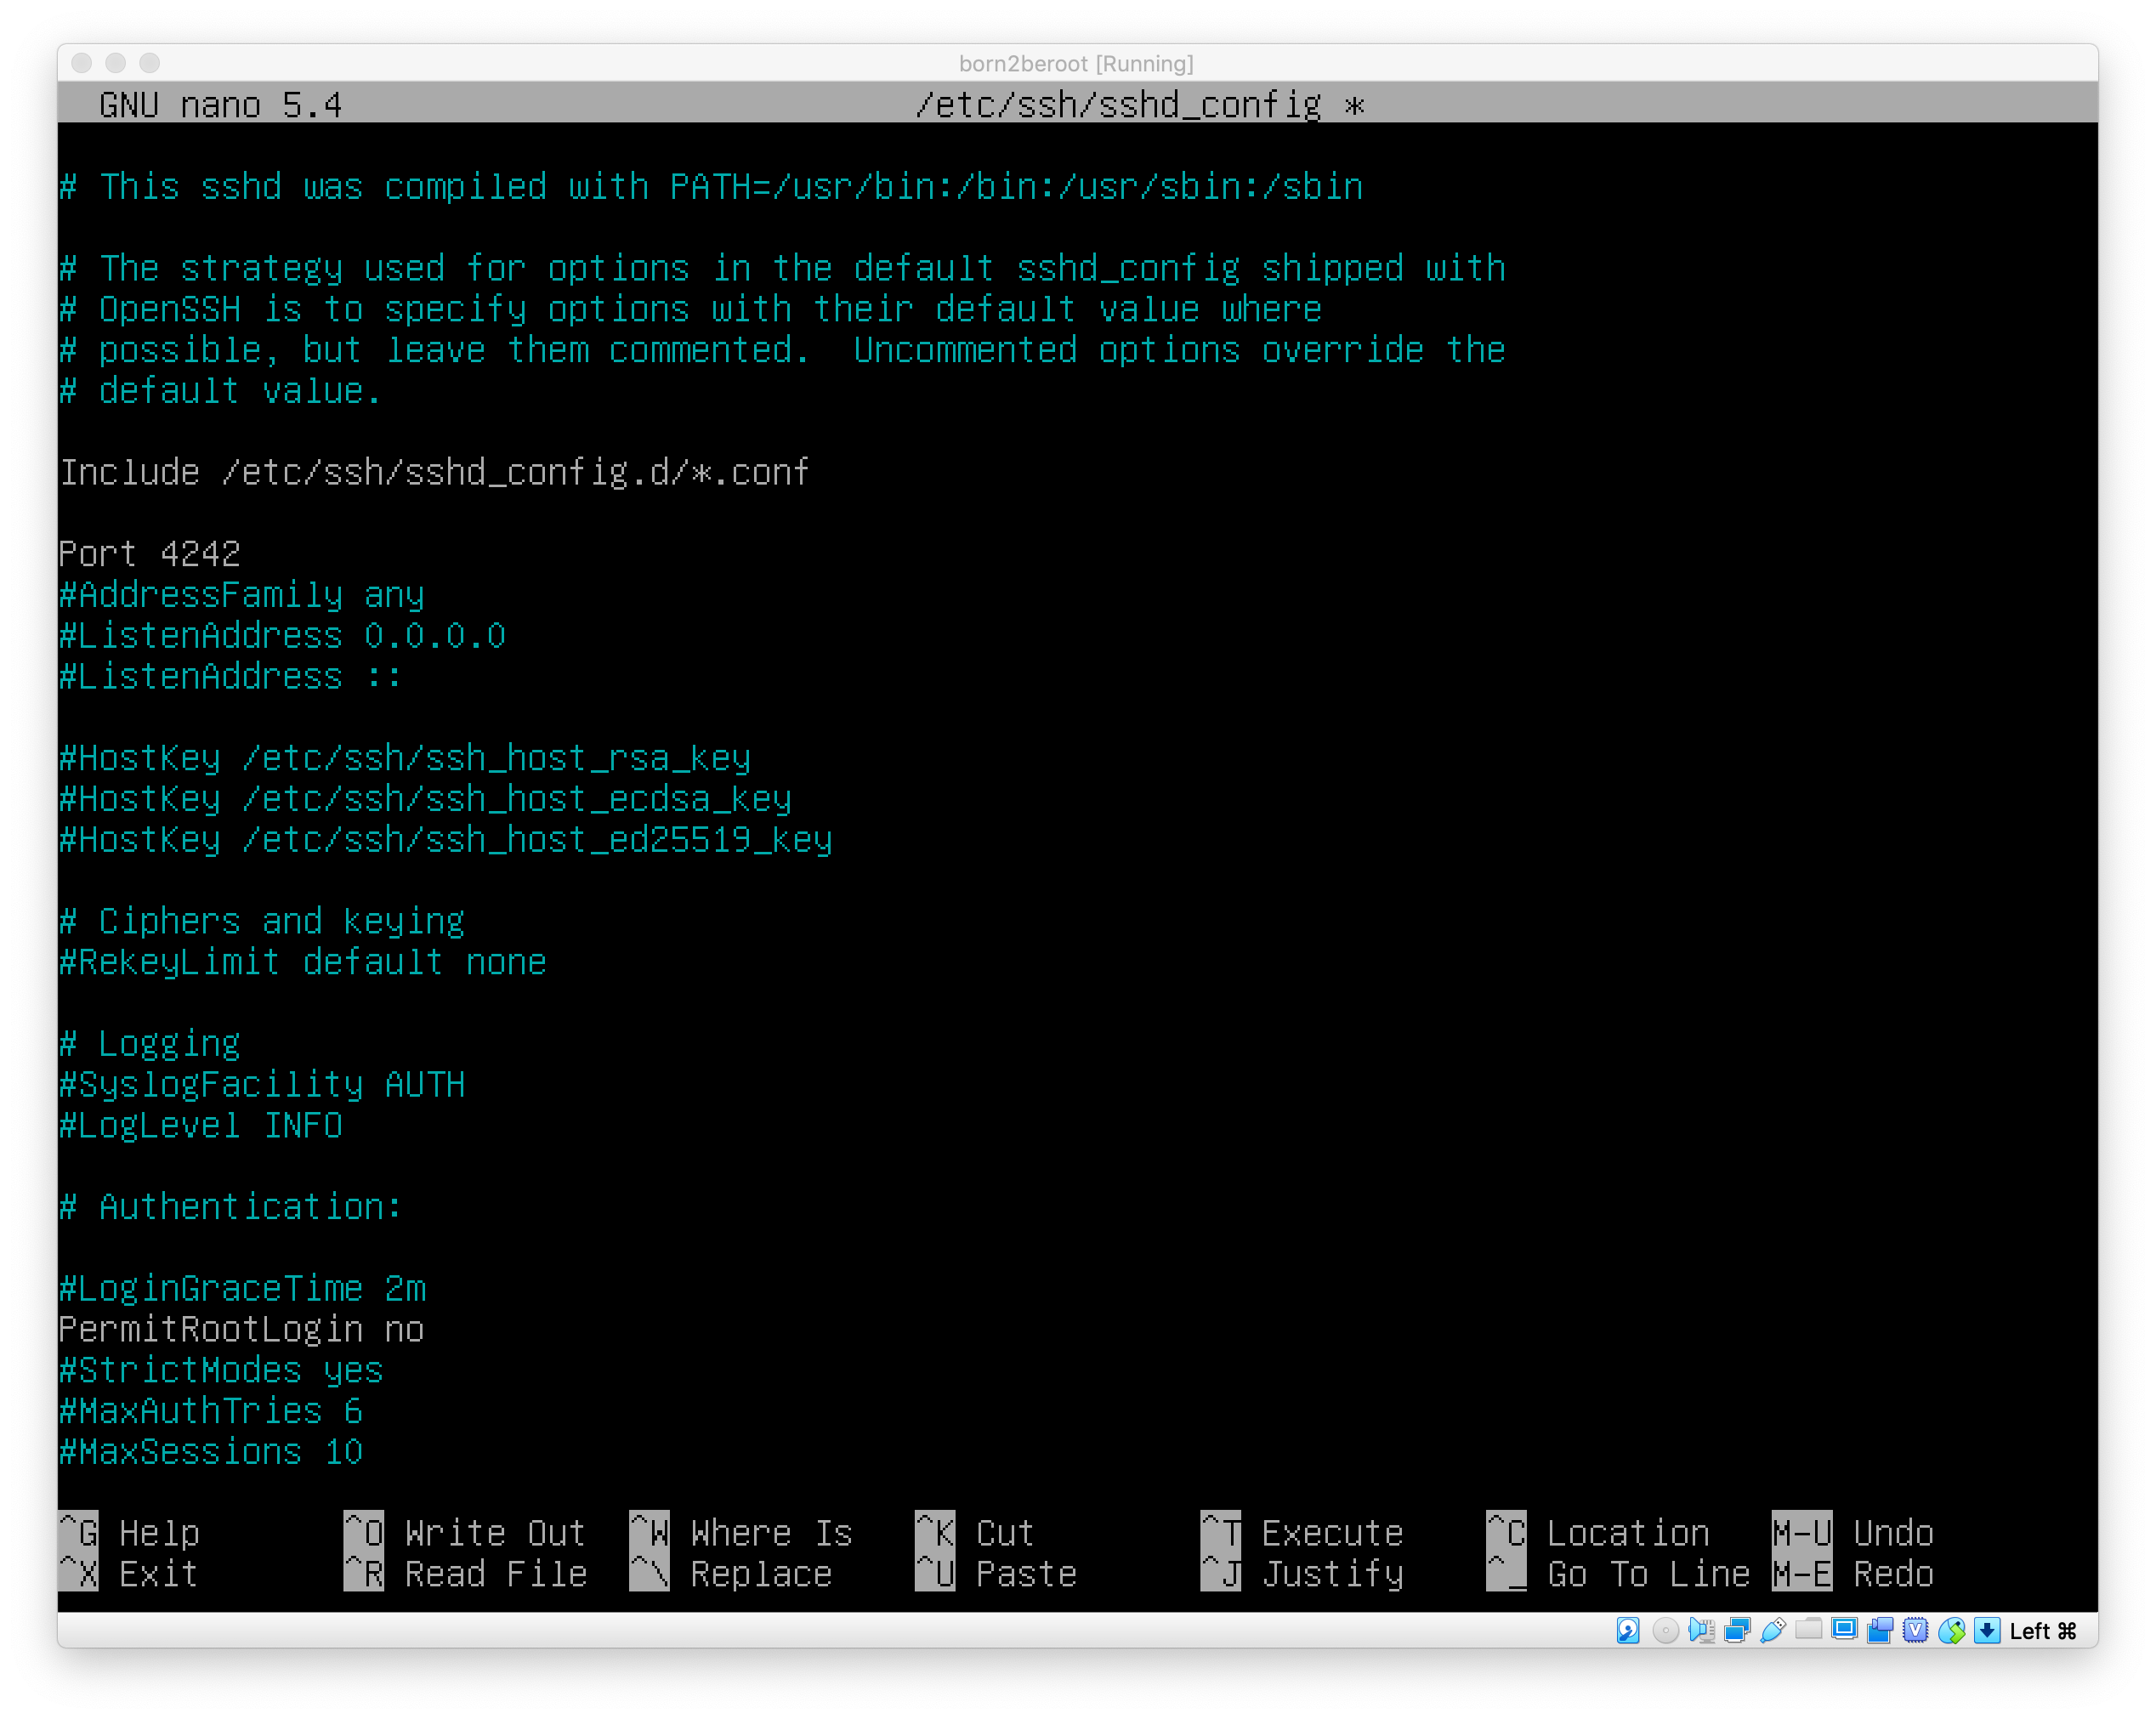 born2beroot [Running]
GNU nano 5.4 /etc/ssh/sshd_config *
# This sshd was compiled with PATH=/usr/bin:/bin:/usr/sbin:/sbin
# The strategy used for options in the default sshd_config shipped with
# OpenSSH is to specify options with their default value where
# possible, but leave them commented.  Uncommented options override the
# default value.
Include /etc/ssh/sshd_config.d/*.conf
Port 4242
#AddressFamily any
#ListenAddress 0.0.0.0
#ListenAddress ::
#HostKey /etc/ssh/ssh_host_rsa_key
#HostKey /etc/ssh/ssh_host_ecdsa_key
#HostKey /etc/ssh/ssh_host_ed25519_key
# Ciphers and keying
#RekeyLimit default none
# Logging
#SyslogFacility AUTH
#LogLevel INFO
# Authentication:
#LoginGraceTime 2m
PermitRootLogin no
#StrictModes yes
#MaxAuthTries 6
#MaxSessions 10
^G Help ^O Write Out ^W Where Is ^K Cut ^T Execute ^C Location M-U Undo
^X Exit ^R Read File ^\ Replace ^U Paste ^J Justify ^_ Go To Line M-E Redo
Left ⌘